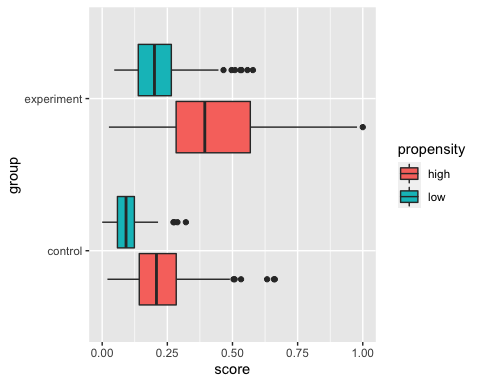 group
experiment
control
0.00 0.25 0.50 0.75 1.00
score
propensity
high
low